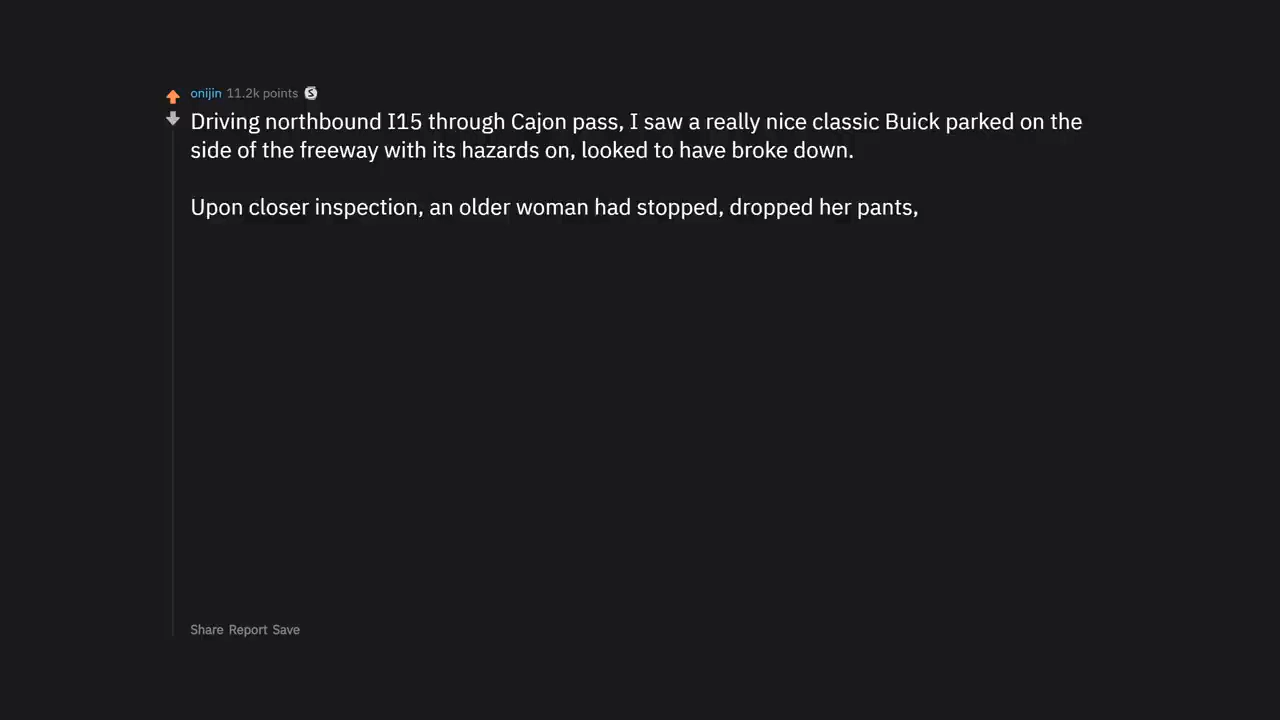 onijin 11.2k points S
Driving northbound I15 through Cajon pass, I saw a really nice classic Buick parked on the
side of the freeway with its hazards on, looked to have broke down.
Upon closer inspection, an older woman had stopped, dropped her pants,
Share Report Save